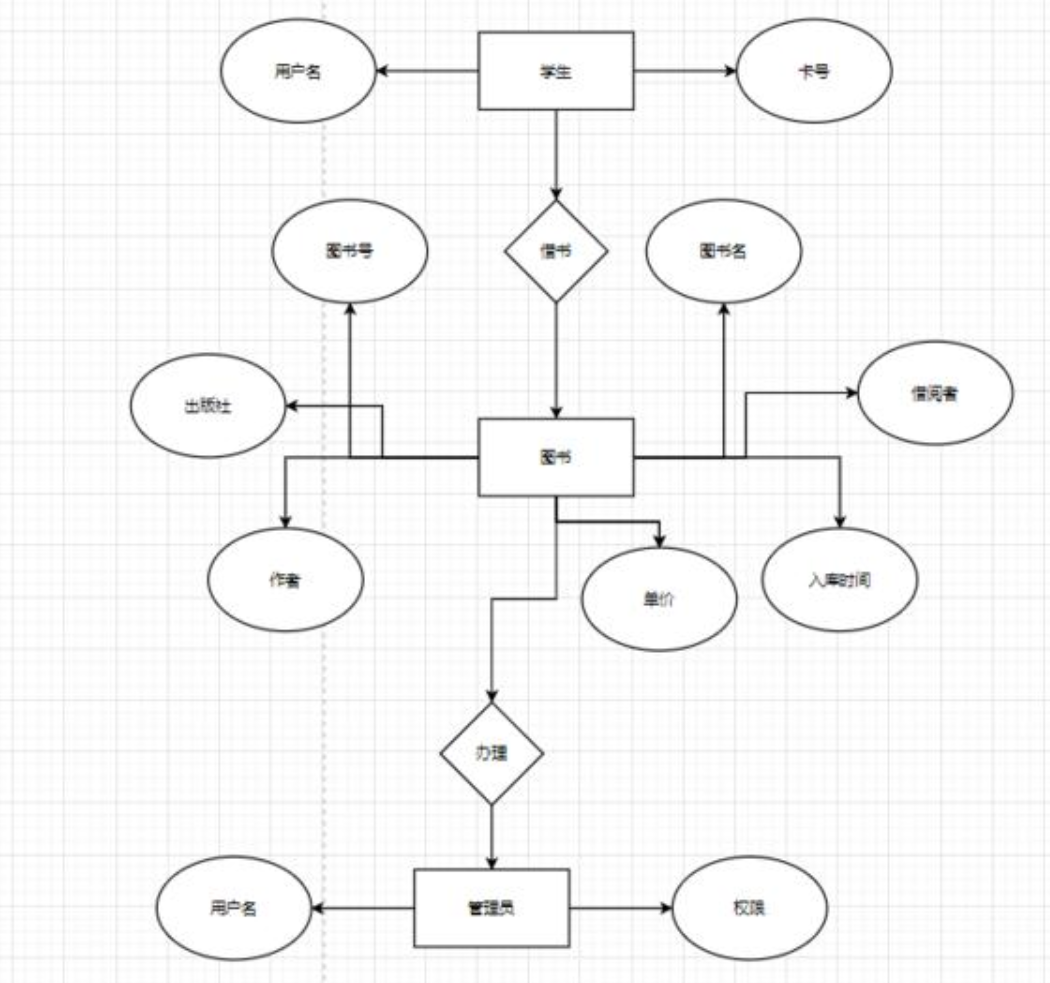 用户名
学生
卡号
图书号
借书
图书名
出版社
图书
借阅者
作者
单价
入库时间
办理
用户名
管理员
权限